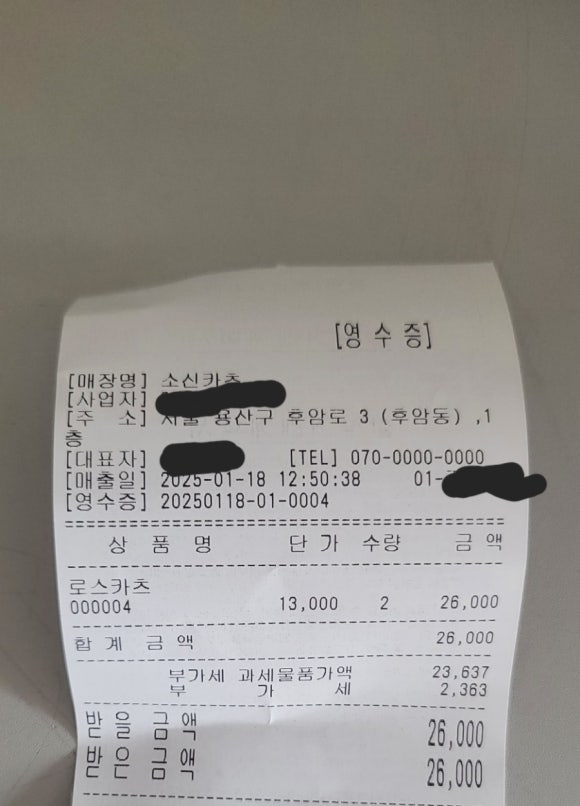 [영 수 증]
[매장명] 소신카츠
[사업자]
[주 소] 서울 용산구 후암로 3 (후암동) ,1
층
[대표자] [TEL] 070-0000-0000
[매출일] 2025-01-18 12:50:38 01-
[영수증] 20250118-01-0004
상 품 명 단 가 수량 금 액
로스카츠
000004 13,000 2 26,000
합 계 금 액 26,000
부가세 과세물품가액 23,637
부 가 세 2,363
받 을 금 액 26,000
받 은 금 액 26,000